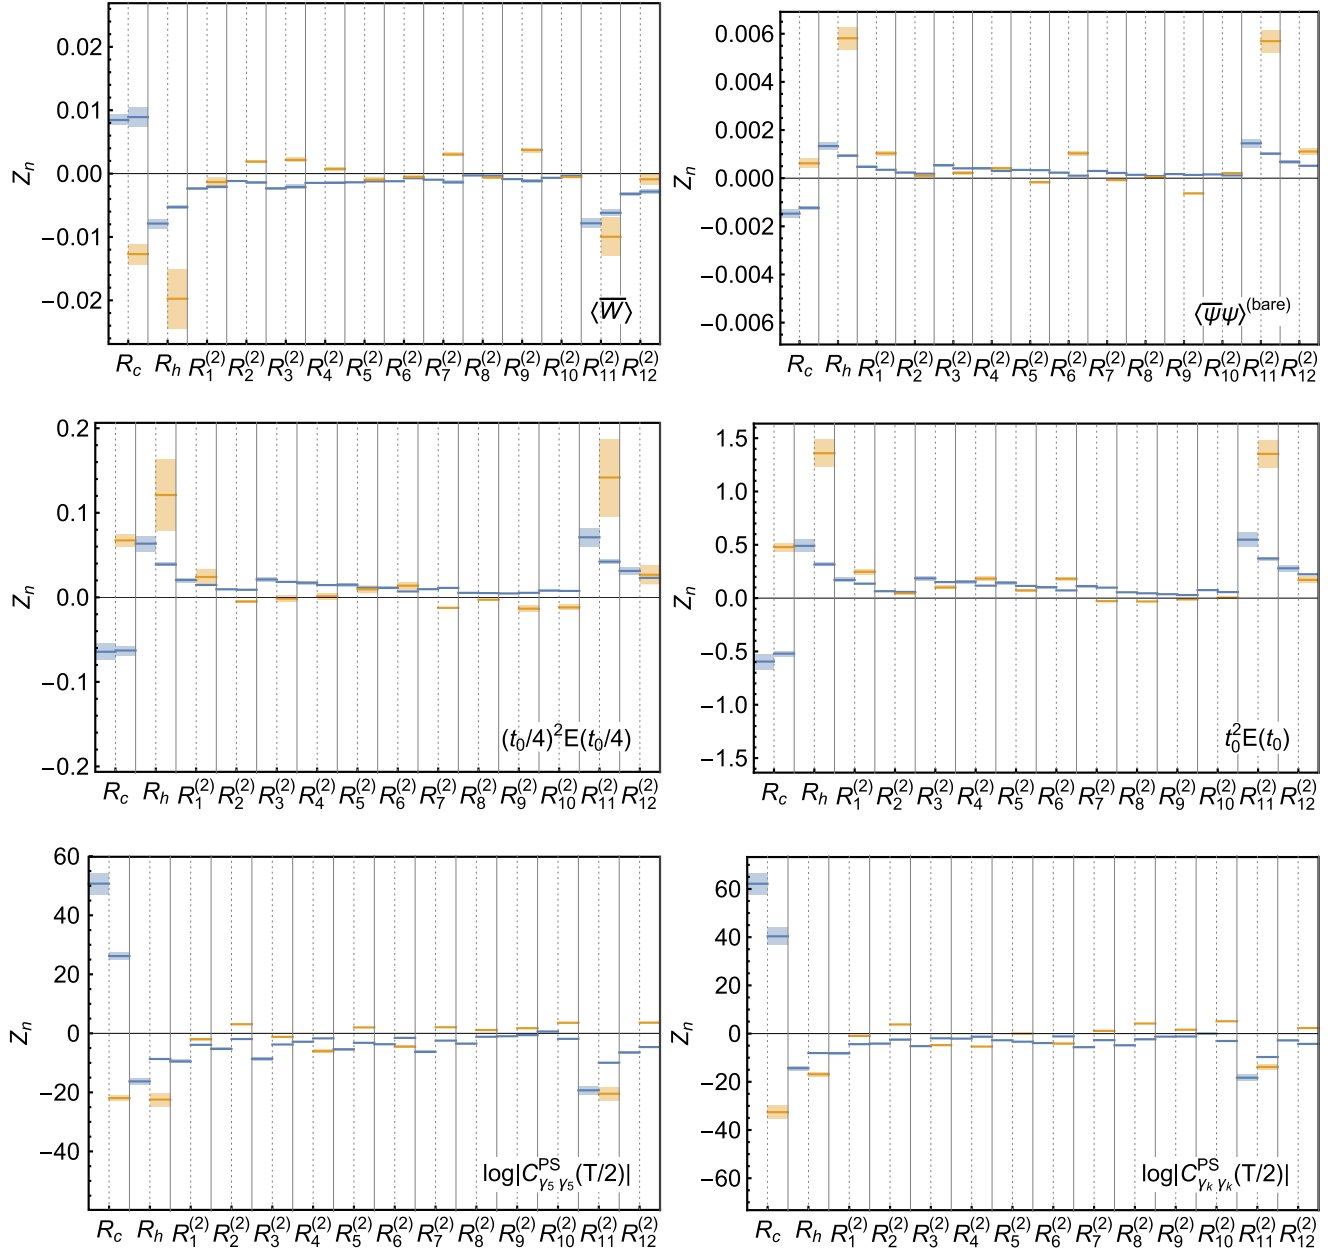 0.02
0.01
0.000
−0.01
−0.02
Z_n
⟨W̅⟩
R_c R_h R_1^(2) R_2^(2) R_3^(2) R_4^(2) R_5^(2) R_6^(2) R_7^(2) R_8^(2) R_9^(2) R_10^(2) R_11^(2) R_12^(2)
0.006
0.004
0.002
0.000
−0.002
−0.004
−0.006
Z_n
⟨ψ̅ψ⟩^(bare)
R_c R_h R_1^(2) R_2^(2) R_3^(2) R_4^(2) R_5^(2) R_6^(2) R_7^(2) R_8^(2) R_9^(2) R_10^(2) R_11^(2) R_12^(2)
0.2
0.1
0.0
−0.1
−0.2
Z_n
(t_0/4)^2E(t_0/4)
R_c R_h R_1^(2) R_2^(2) R_3^(2) R_4^(2) R_5^(2) R_6^(2) R_7^(2) R_8^(2) R_9^(2) R_10^(2) R_11^(2) R_12^(2)
1.5
1.0
0.5
0.0
−0.5
−1.0
−1.5
Z_n
t_0^2E(t_0)
R_c R_h R_1^(2) R_2^(2) R_3^(2) R_4^(2) R_5^(2) R_6^(2) R_7^(2) R_8^(2) R_9^(2) R_10^(2) R_11^(2) R_12^(2)
60
40
20
0
−20
−40
Z_n
log|C_γ5γ5^PS(T/2)|
R_c R_h R_1^(2) R_2^(2) R_3^(2) R_4^(2) R_5^(2) R_6^(2) R_7^(2) R_8^(2) R_9^(2) R_10^(2) R_11^(2) R_12^(2)
60
40
20
0
−20
−40
−60
Z_n
log|C_γkγk^PS(T/2)|
R_c R_h R_1^(2) R_2^(2) R_3^(2) R_4^(2) R_5^(2) R_6^(2) R_7^(2) R_8^(2) R_9^(2) R_10^(2) R_11^(2) R_12^(2)